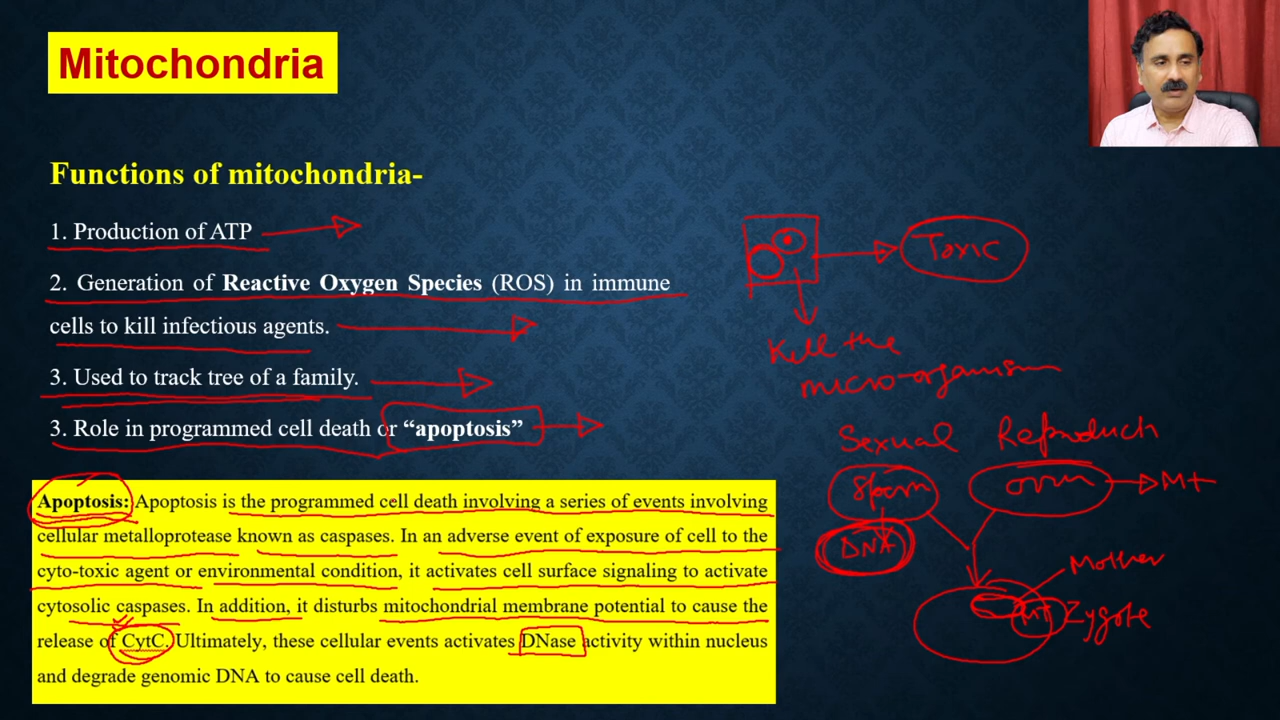 Mitochondria
Functions of mitochondria-
1. Production of ATP
2. Generation of Reactive Oxygen Species (ROS) in immune
cells to kill infectious agents.
3. Used to track tree of a family.
3. Role in programmed cell death or “apoptosis”
Apoptosis: Apoptosis is the programmed cell death involving a series of events involving
cellular metalloprotease known as caspases. In an adverse event of exposure of cell to the
cyto-toxic agent or environmental condition, it activates cell surface signaling to activate
cytosolic caspases. In addition, it disturbs mitochondrial membrane potential to cause the
release of CytC. Ultimately, these cellular events activates DNase activity within nucleus
and degrade genomic DNA to cause cell death.
Toxic
Kill the
micro-organism
Sexual Reproduct
Sperm
ovum
Mt
DNA
Mother
Mt
Zygote